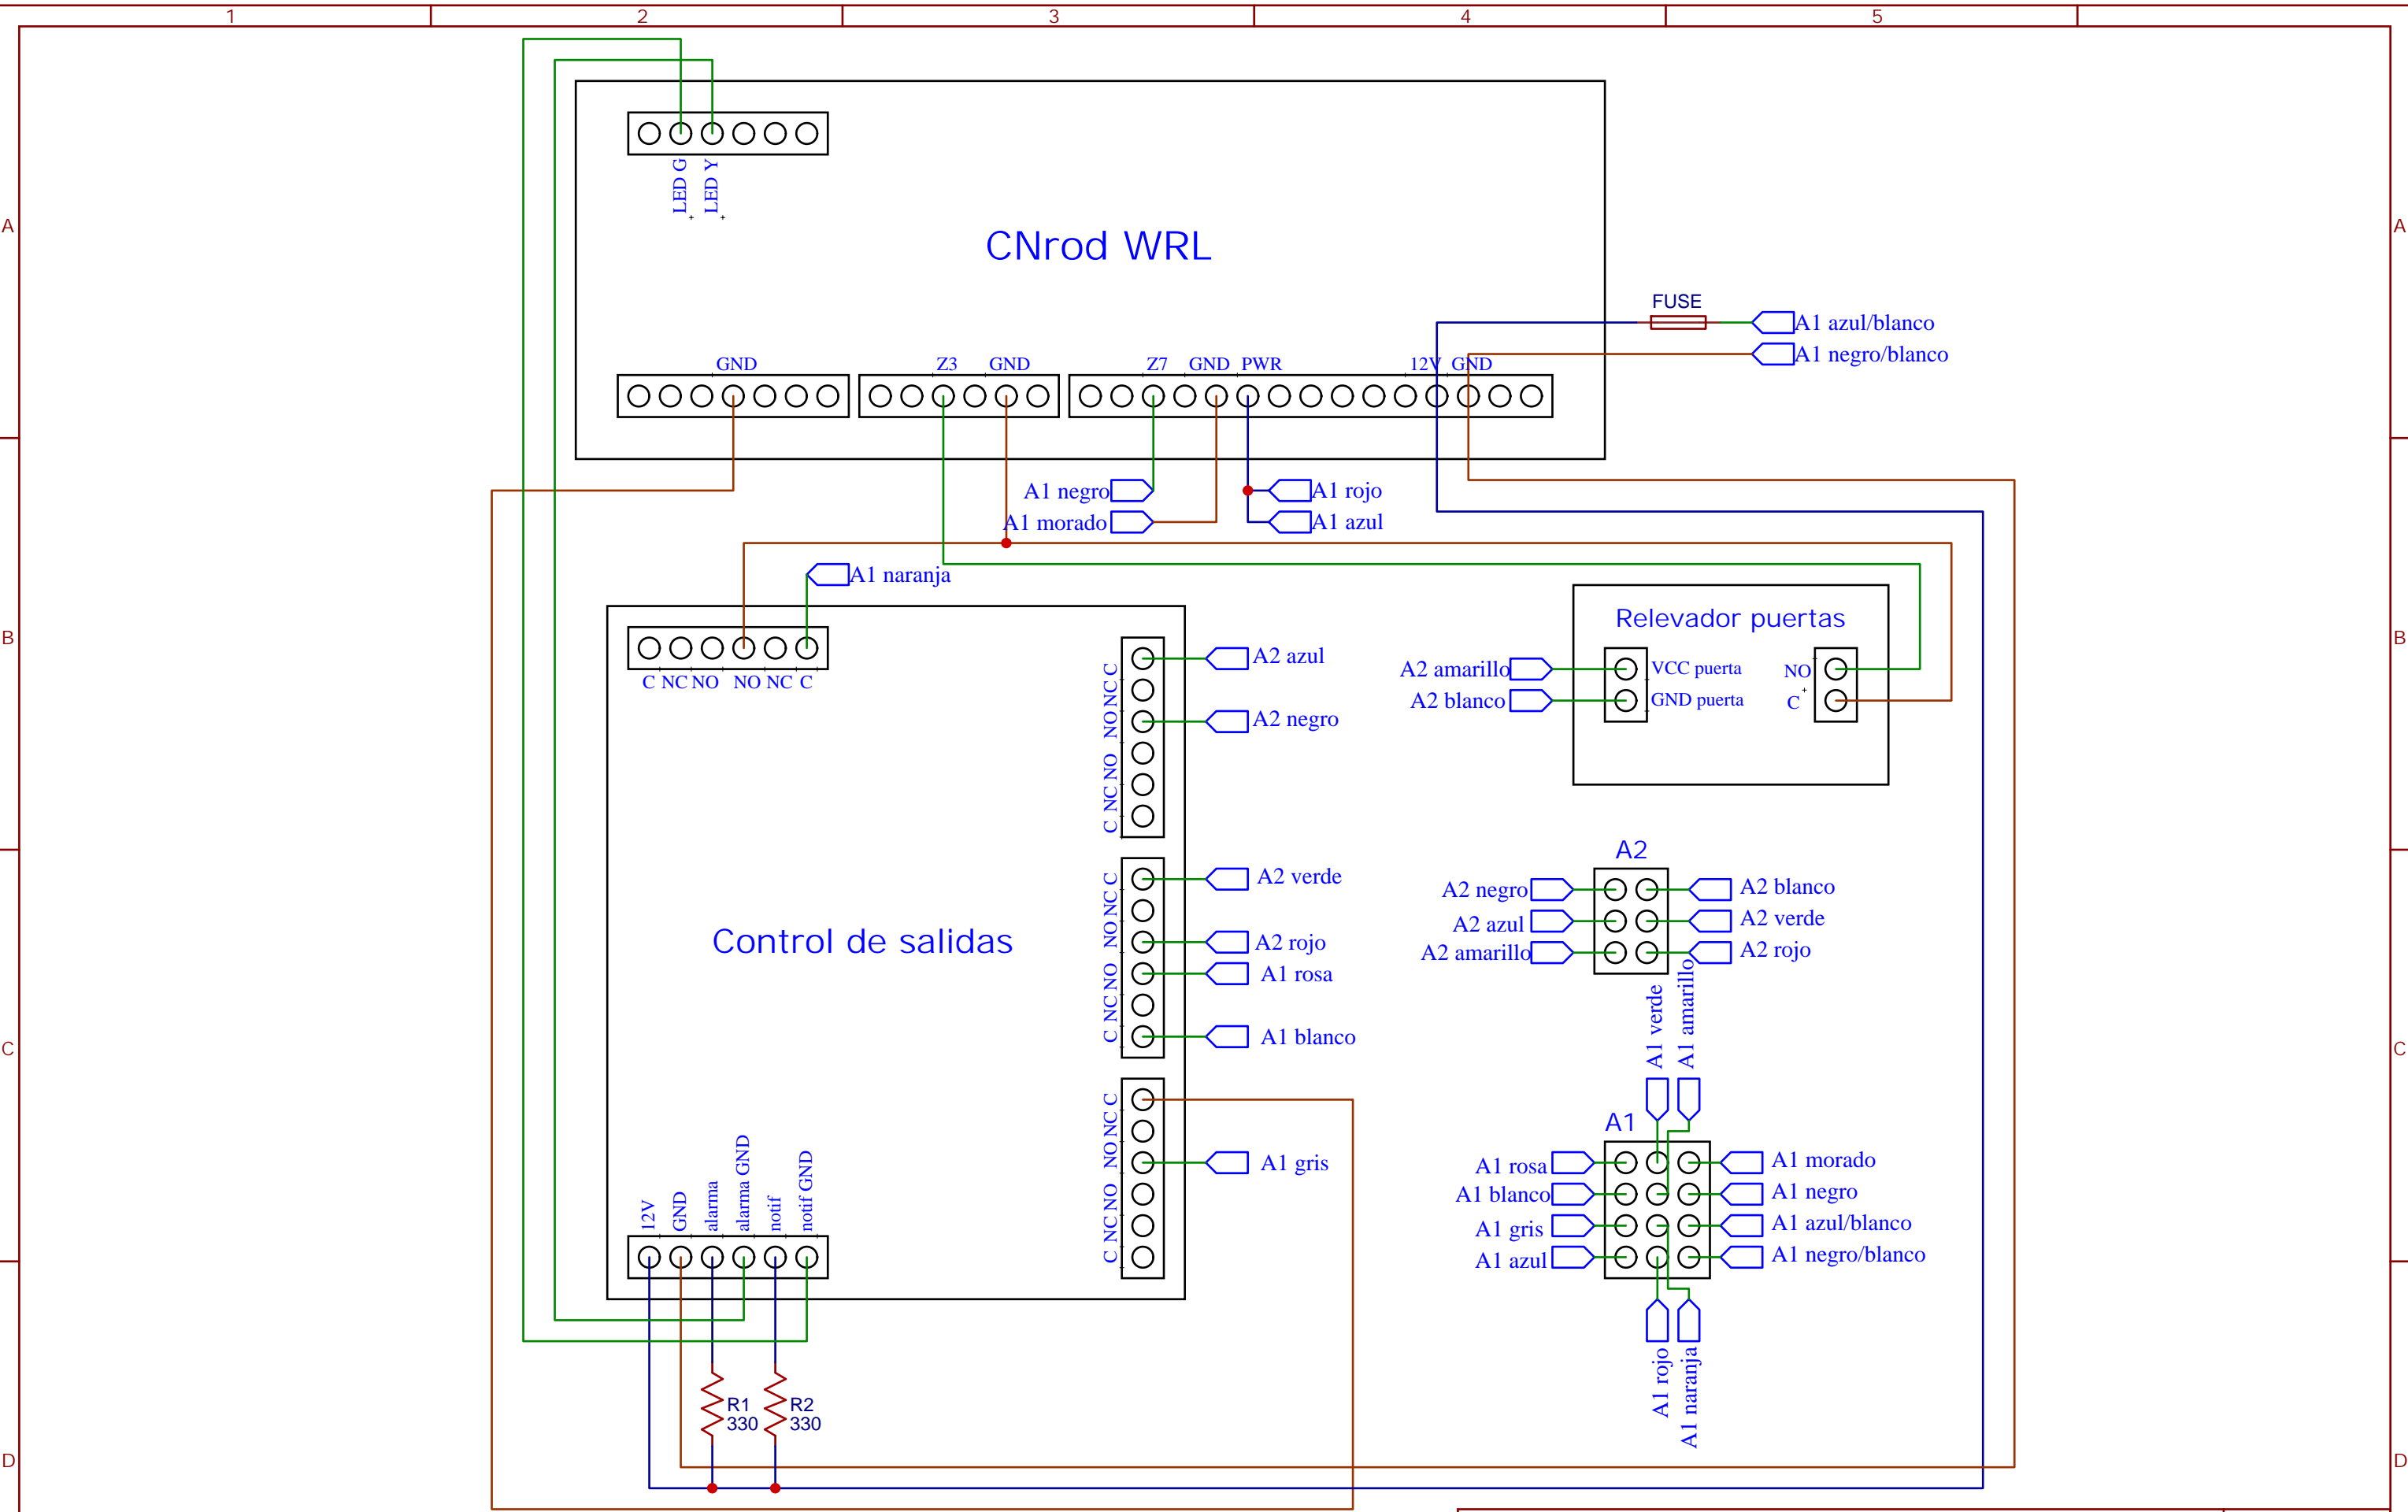 1 2 3 4 5
LED G
LED Y
A A
CNrod WRL
FUSE
A1 azul/blanco
A1 negro/blanco
GND Z3 GND Z7 GND PWR 12V GND
A1 negro A1 rojo
A1 morado A1 azul
A1 naranja
B B
Relevador puertas
C NC NO NO NC C
C NC NO NO NC C
A2 azul
A2 negro
A2 amarillo VCC puerta NO
A2 blanco GND puerta C
A2
C NC NO NO NC C
A2 verde
A2 rojo
A1 rosa
A1 blanco
A2 negro A2 blanco
A2 azul A2 verde
A2 amarillo A2 rojo
Control de salidas
A1 verde
A1 amarillo
C C
A1
C NC NO NO NC C
A1 gris
A1 rosa A1 morado
A1 blanco A1 negro
A1 gris A1 azul/blanco
A1 azul A1 negro/blanco
12V
GND
alarma
alarma GND
notif
notif GND
A1 rojo
A1 naranja
R1
330
R2
330
D D